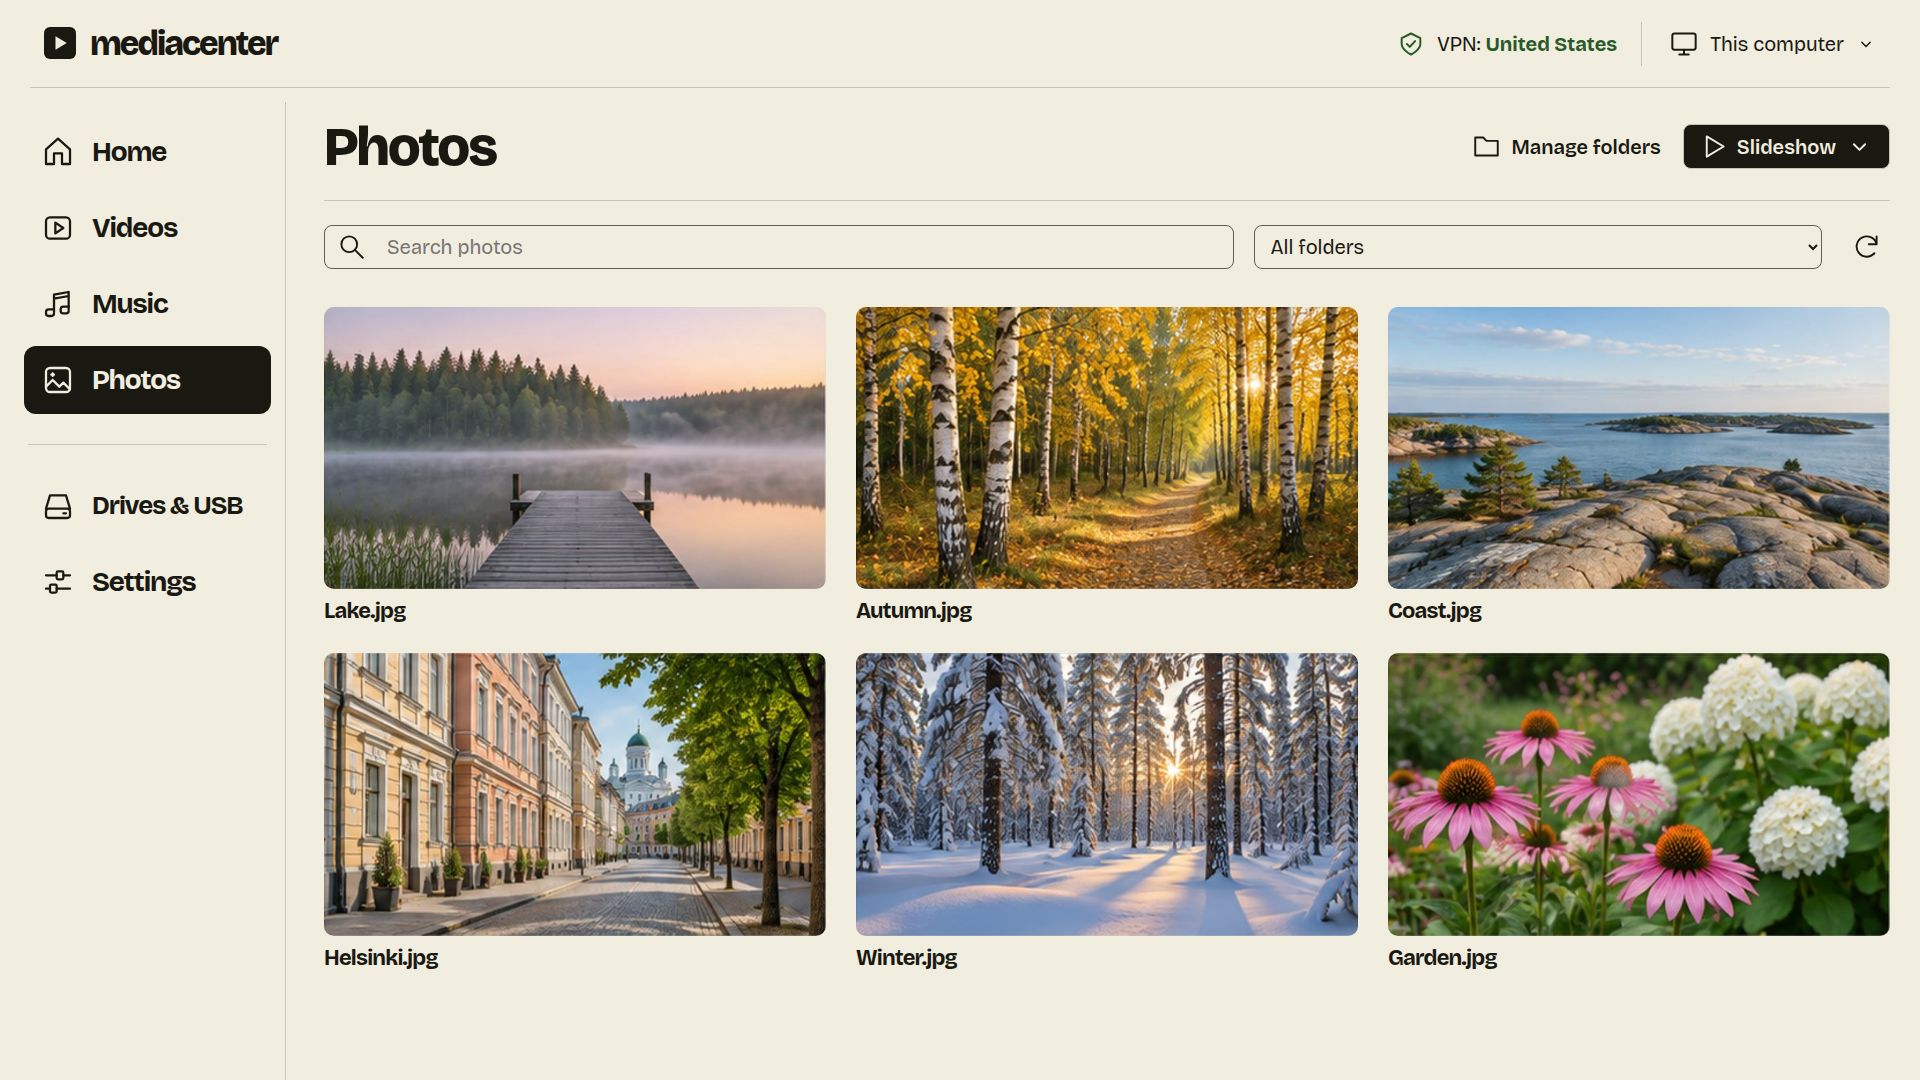 mediacenter
VPN: United States
This computer
Home
Videos
Music
Photos
Drives & USB
Settings
Photos
Manage folders
Slideshow
Search photos
All folders
Lake.jpg
Autumn.jpg
Coast.jpg
Helsinki.jpg
Winter.jpg
Garden.jpg